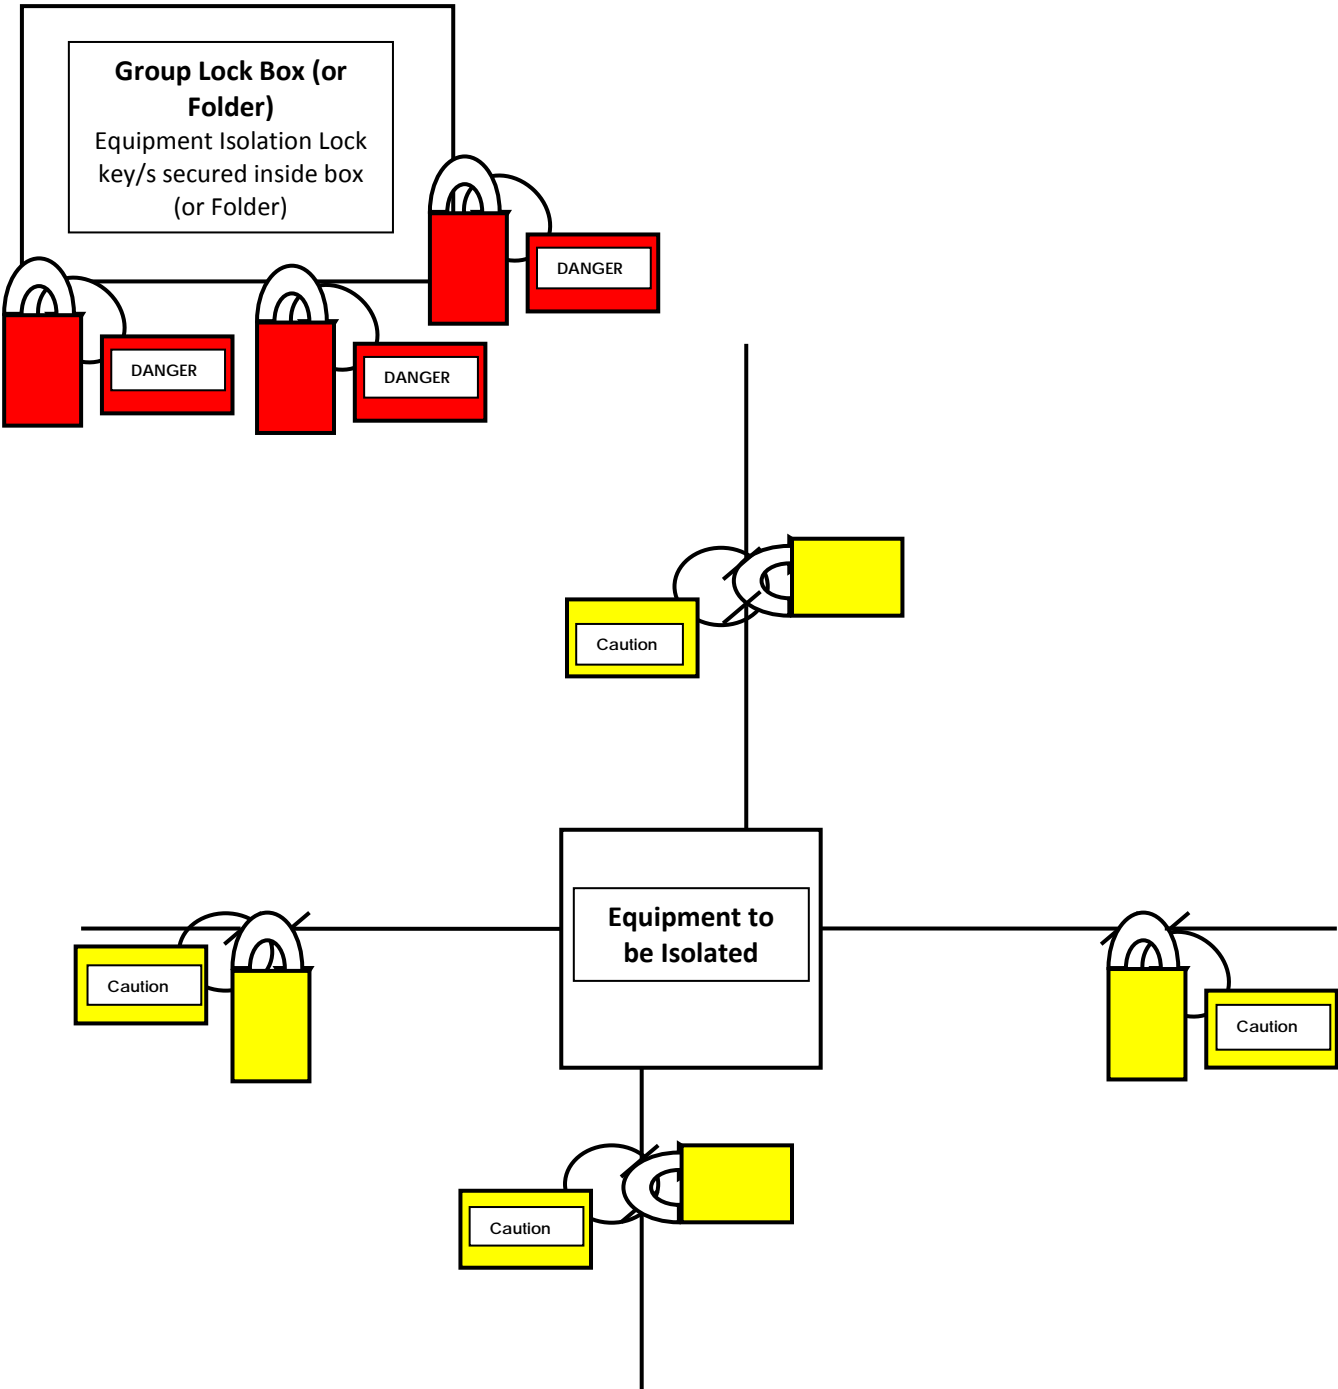 Group Lock Box (or
Folder)
Equipment Isolation Lock
key/s secured inside box
(or Folder)
DANGER
DANGER
DANGER
Caution
Equipment to
be Isolated
Caution
Caution
Caution